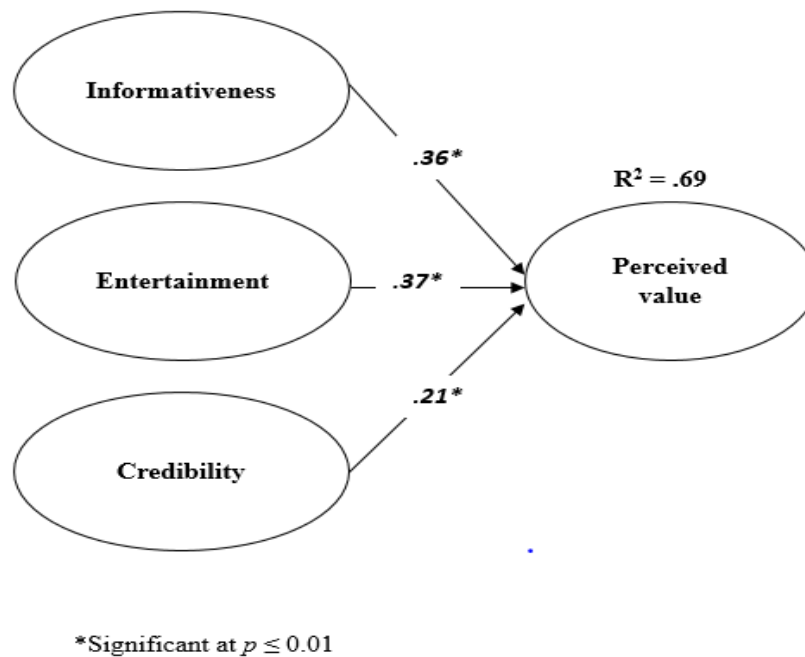 Informativeness
.36*
R² = .69
Entertainment
.37*
Perceived
value
.21*
Credibility
*Significant at p ≤ 0.01